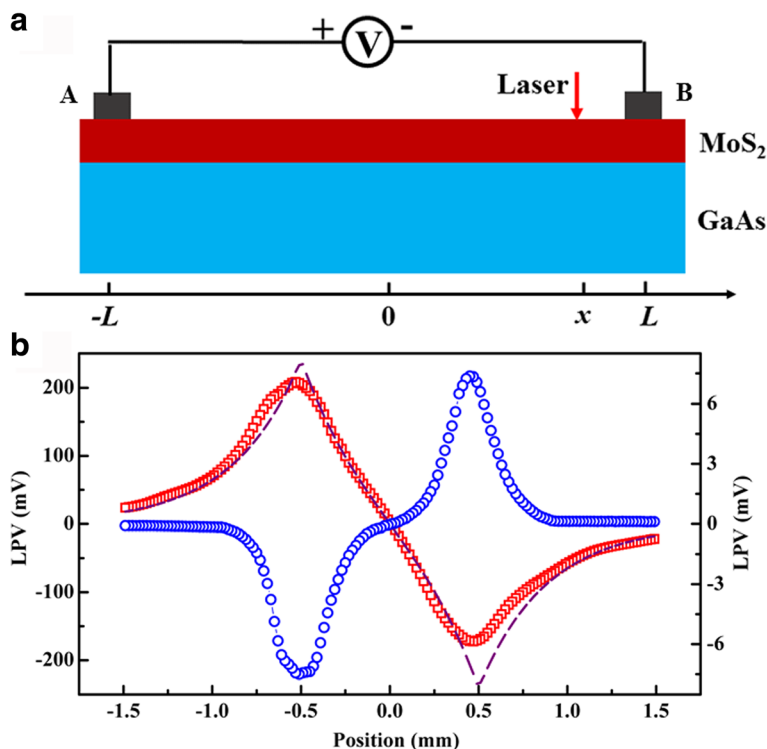 a
+ V -
A Laser B
MoS₂
GaAs
-L 0 x L
b
200 100 0 -100 -200
LPV (mV)
6 3 0 -3 -6
LPV (mV)
-1.5 -1.0 -0.5 0.0 0.5 1.0 1.5
Position (mm)